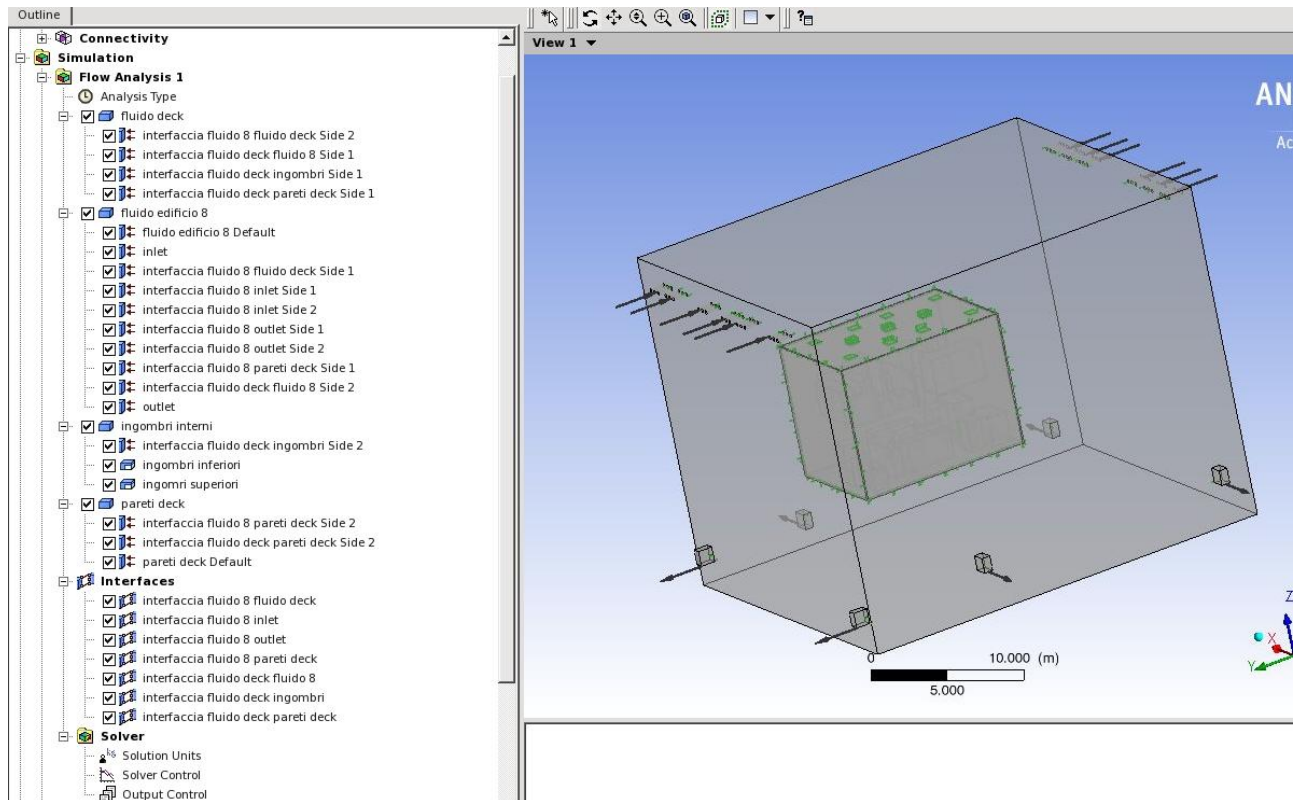 Outline
Connectivity
Simulation
Flow Analysis 1
Analysis Type
fluido deck
interfaccia fluido 8 fluido deck Side 2
interfaccia fluido deck fluido 8 Side 1
interfaccia fluido deck ingombri Side 1
interfaccia fluido deck pareti deck Side 1
fluido edificio 8
fluido edificio 8 Default
inlet
interfaccia fluido 8 fluido deck Side 1
interfaccia fluido 8 inlet Side 1
interfaccia fluido 8 inlet Side 2
interfaccia fluido 8 outlet Side 1
interfaccia fluido 8 outlet Side 2
interfaccia fluido 8 pareti deck Side 1
interfaccia fluido deck fluido 8 Side 2
outlet
ingombri interni
interfaccia fluido deck ingombri Side 2
ingombri inferiori
ingomri superiori
pareti deck
interfaccia fluido 8 pareti deck Side 2
interfaccia fluido deck pareti deck Side 2
pareti deck Default
Interfaces
interfaccia fluido 8 fluido deck
interfaccia fluido 8 inlet
interfaccia fluido 8 outlet
interfaccia fluido 8 pareti deck
interfaccia fluido deck fluido 8
interfaccia fluido deck ingombri
interfaccia fluido deck pareti deck
Solver
Solution Units
Solver Control
Output Control
View 1
AN
Ac
0 10.000 (m)
5.000
Z
X
Y